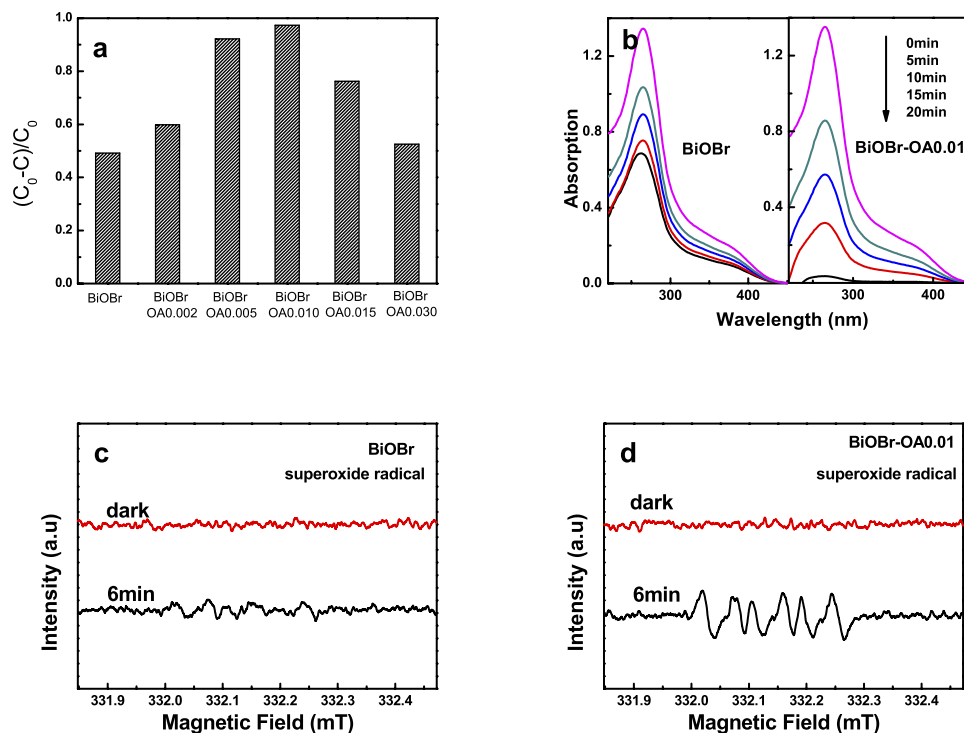 a
(C0-C)/C0
1.0
0.8
0.6
0.4
0.2
0.0
BiOBr
BiOBr
OA0.002
BiOBr
OA0.005
BiOBr
OA0.010
BiOBr
OA0.015
BiOBr
OA0.030
b
Absorption
1.2
0.8
0.4
0.0
BiOBr
300
400
1.2
0.8
0.4
0min
5min
10min
15min
20min
BiOBr-OA0.01
300
400
Wavelength (nm)
c
BiOBr
superoxide radical
dark
6min
Intensity (a.u)
331.9
332.0
332.1
332.2
332.3
332.4
Magnetic Field (mT)
d
BiOBr-OA0.01
superoxide radical
dark
6min
Intensity (a.u)
331.9
332.0
332.1
332.2
332.3
332.4
Magnetic Field (mT)